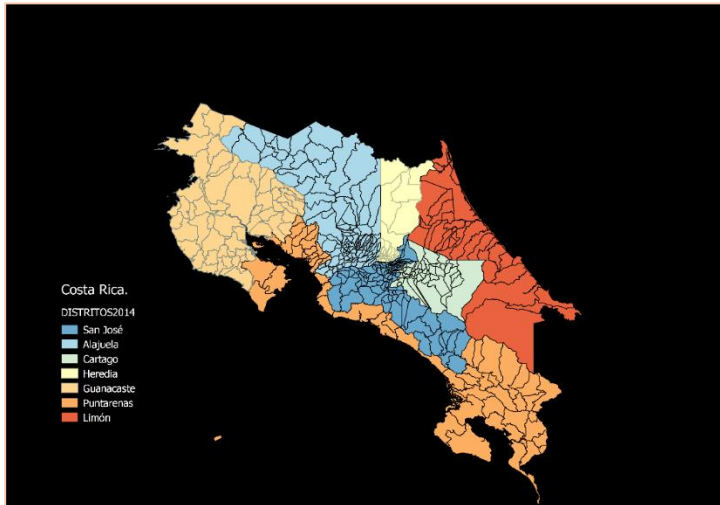 Costa Rica.
DISTRITOS2014
San José
Alajuela
Cartago
Heredia
Guanacaste
Puntarenas
Limón